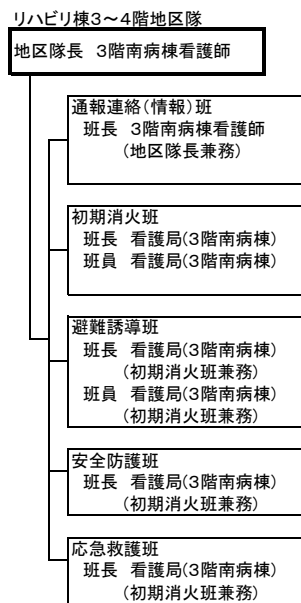 リハビリ棟3～4階地区隊
地区隊長 3階南病棟看護師
通報連絡(情報)班
班長 3階南病棟看護師
(地区隊長兼務)
初期消火班
班長 看護局(3階南病棟)
班員 看護局(3階南病棟)
避難誘導班
班長 看護局(3階南病棟)
(初期消火班兼務)
班員 看護局(3階南病棟)
(初期消火班兼務)
安全防護班
班長 看護局(3階南病棟)
(初期消火班兼務)
応急救護班
班長 看護局(3階南病棟)
(初期消火班兼務)